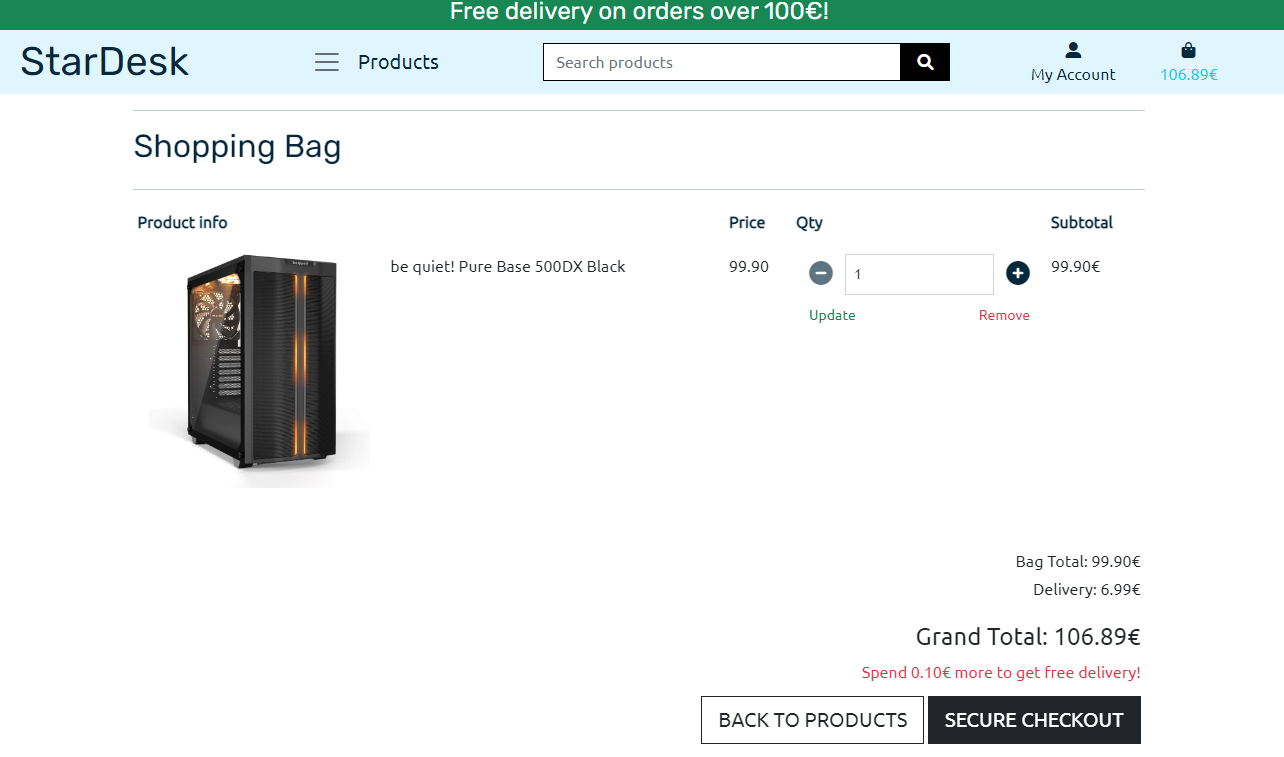 Free delivery on orders over 100€!
StarDesk
Products
Search products
My Account
106.89€
Shopping Bag
Product info Price Qty Subtotal
be quiet! Pure Base 500DX Black 99.90 1 99.90€
Update Remove
Bag Total: 99.90€
Delivery: 6.99€
Grand Total: 106.89€
Spend 0.10€ more to get free delivery!
BACK TO PRODUCTS SECURE CHECKOUT